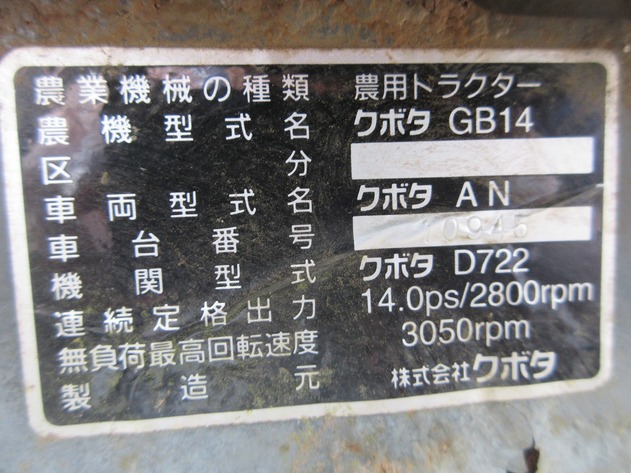 農業機械の種類 農用トラクター
農機型式名 クボタ GB14
区分
車両型式名 クボタ AN
車台番号 10945
機関型式 クボタ D722
連続定格出力 14.0ps/2800rpm
無負荷最高回転速度 3050rpm
製造元 株式会社クボタ